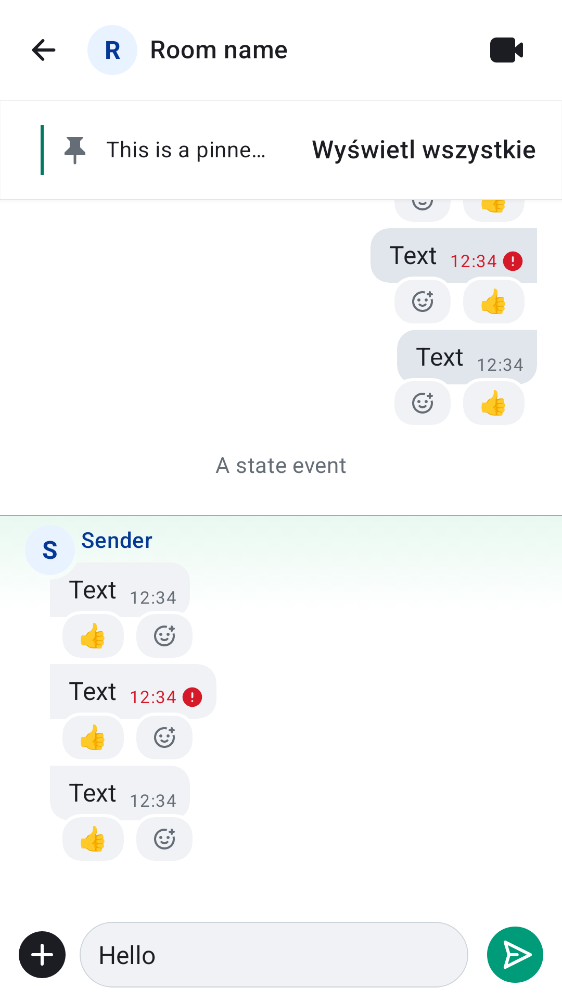 R Room name
This is a pinne… Wyświetl wszystkie
Text 12:34
Text 12:34
A state event
S Sender
Text 12:34
Text 12:34
Text 12:34
Hello